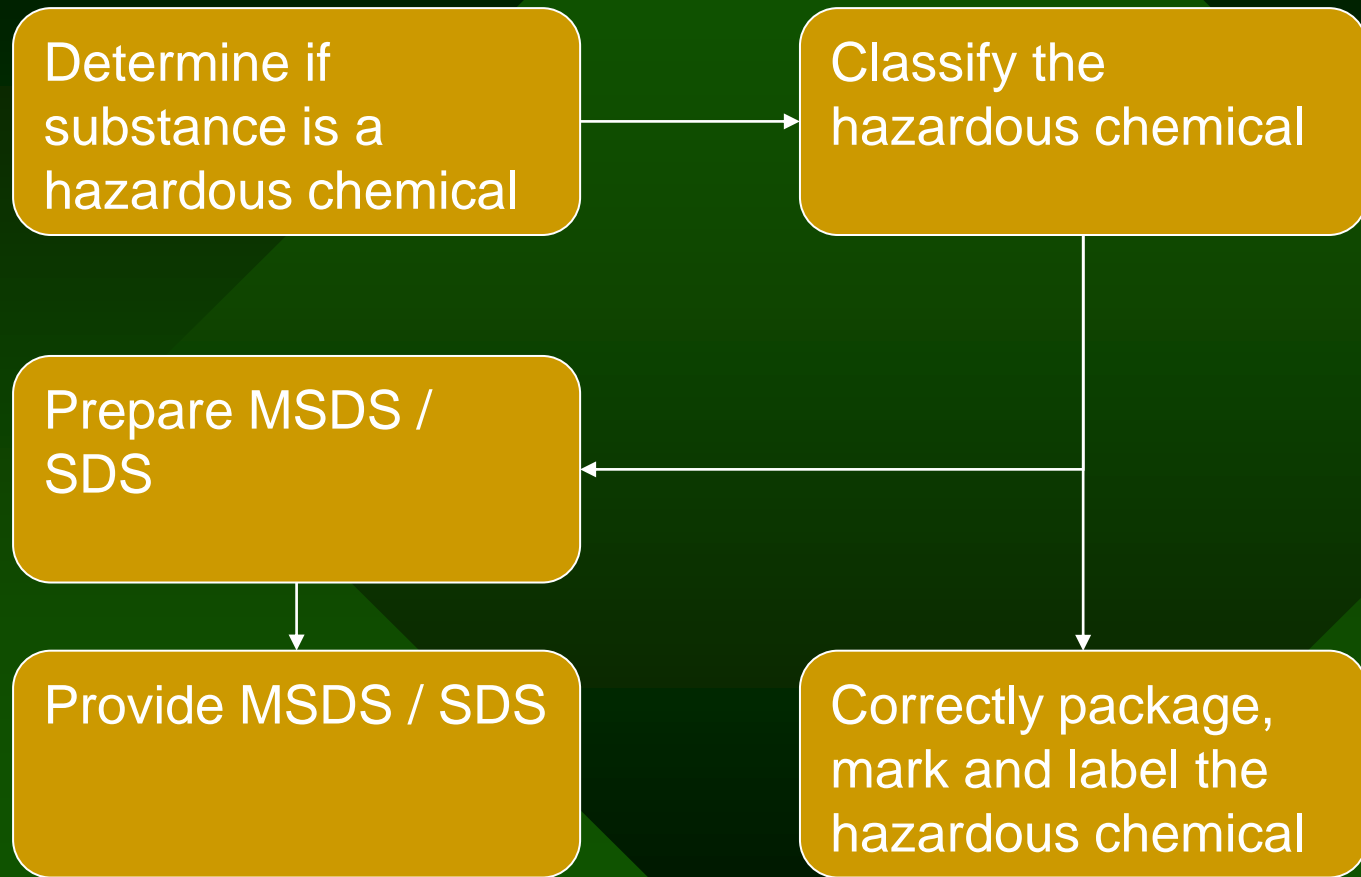 Determine if
substance is a
hazardous chemical
Classify the
hazardous chemical
Prepare MSDS /
SDS
Provide MSDS / SDS
Correctly package,
mark and label the
hazardous chemical